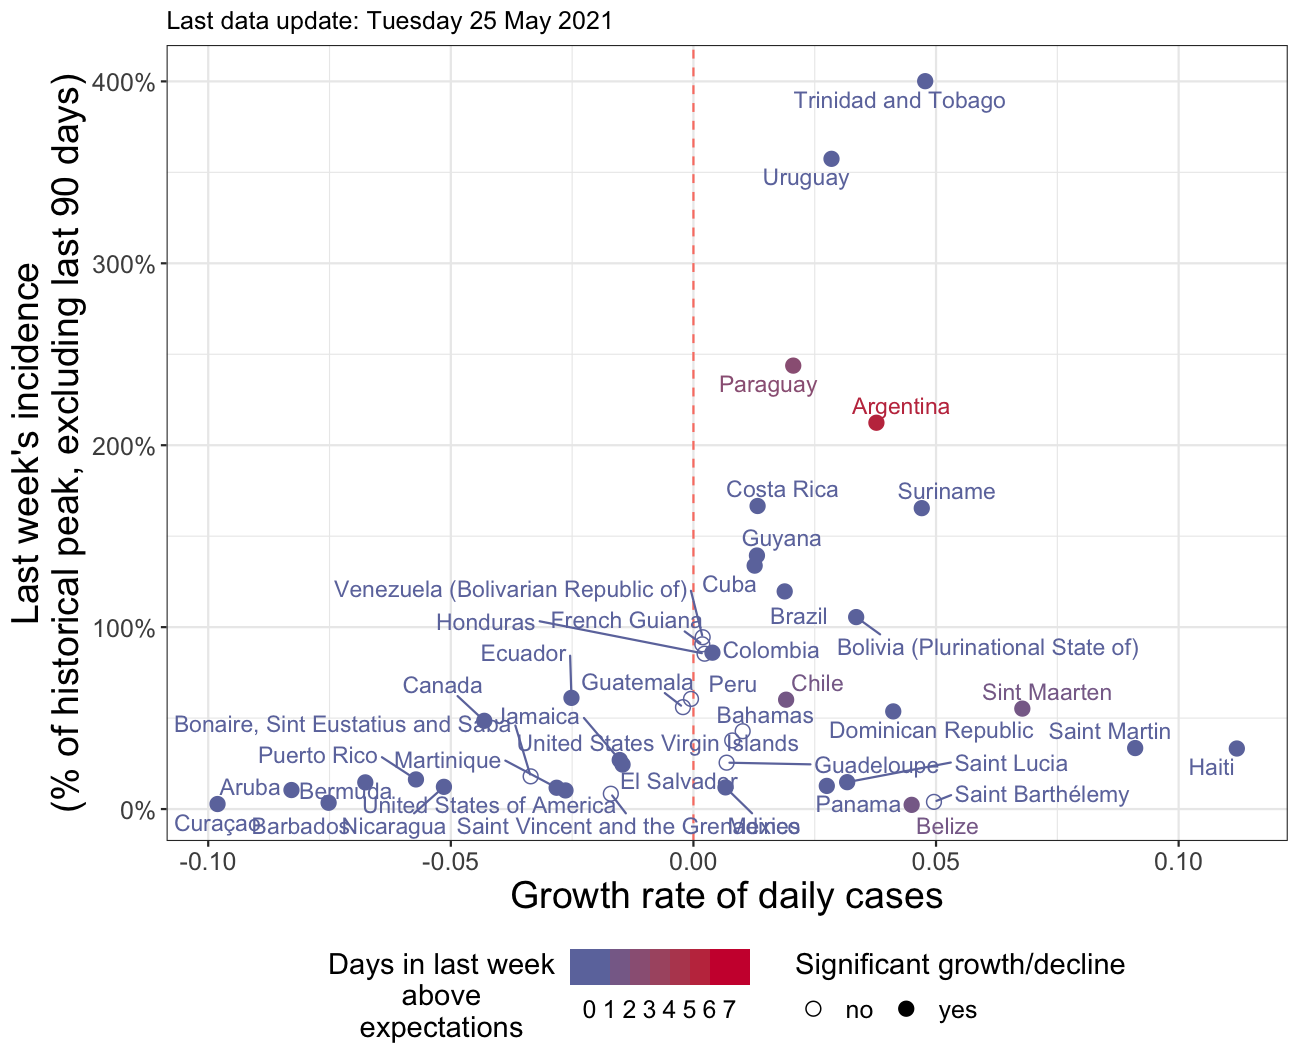 Last data update: Tuesday 25 May 2021
Last week's incidence
(% of historical peak, excluding last 90 days)
400%
300%
200%
100%
0%
Trinidad and Tobago
Uruguay
Paraguay
Argentina
Costa Rica
Suriname
Guyana
Cuba
Venezuela (Bolivarian Republic of)
Brazil
Honduras
French Guiana
Bolivia (Plurinational State of)
Ecuador
Colombia
Canada
Guatemala
Peru
Chile
Sint Maarten
Bonaire, Sint Eustatius and Saba
Jamaica
Bahamas
Dominican Republic
Saint Martin
United States Virgin Islands
Puerto Rico
Martinique
Guadeloupe
Saint Lucia
Haiti
Aruba
Bermuda
El Salvador
United States of America
Panama
Saint Barthélemy
Curaçao
Barbados
Nicaragua
Saint Vincent and the Grenadines
Mexico
Belize
-0.10
-0.05
0.00
0.05
0.10
Growth rate of daily cases
Days in last week
above
expectations
0 1 2 3 4 5 6 7
Significant growth/decline
no
yes